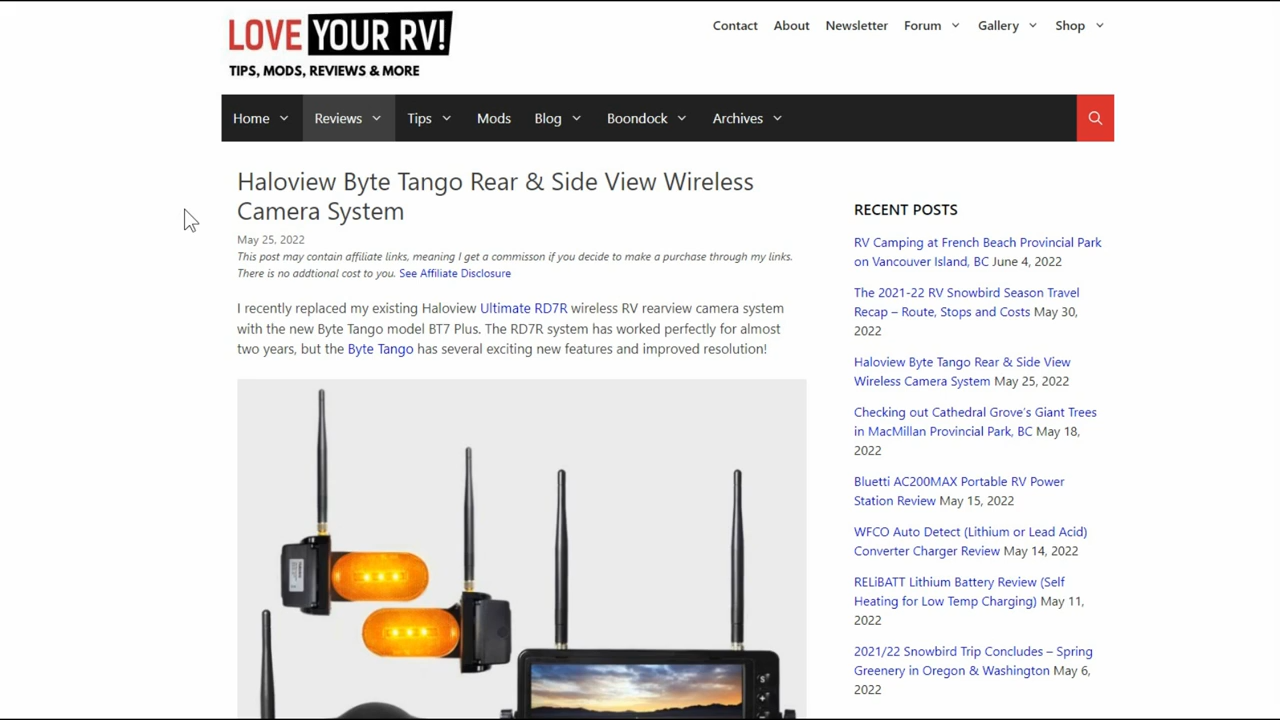 LOVE YOUR RV!
TIPS, MODS, REVIEWS & MORE
Contact About Newsletter Forum Gallery Shop
Home Reviews Tips Mods Blog Boondock Archives
Haloview Byte Tango Rear & Side View Wireless
Camera System
May 25, 2022
This post may contain affiliate links, meaning I get a commisson if you decide to make a purchase through my links.
There is no addtional cost to you. See Affiliate Disclosure
I recently replaced my existing Haloview Ultimate RD7R wireless RV rearview camera system
with the new Byte Tango model BT7 Plus. The RD7R system has worked perfectly for almost
two years, but the Byte Tango has several exciting new features and improved resolution!
RECENT POSTS
RV Camping at French Beach Provincial Park
on Vancouver Island, BC June 4, 2022
The 2021-22 RV Snowbird Season Travel
Recap – Route, Stops and Costs May 30,
2022
Haloview Byte Tango Rear & Side View
Wireless Camera System May 25, 2022
Checking out Cathedral Grove's Giant Trees
in MacMillan Provincial Park, BC May 18,
2022
Bluetti AC200MAX Portable RV Power
Station Review May 15, 2022
WFCO Auto Detect (Lithium or Lead Acid)
Converter Charger Review May 14, 2022
RELiBATT Lithium Battery Review (Self
Heating for Low Temp Charging) May 11,
2022
2021/22 Snowbird Trip Concludes – Spring
Greenery in Oregon & Washington May 6,
2022